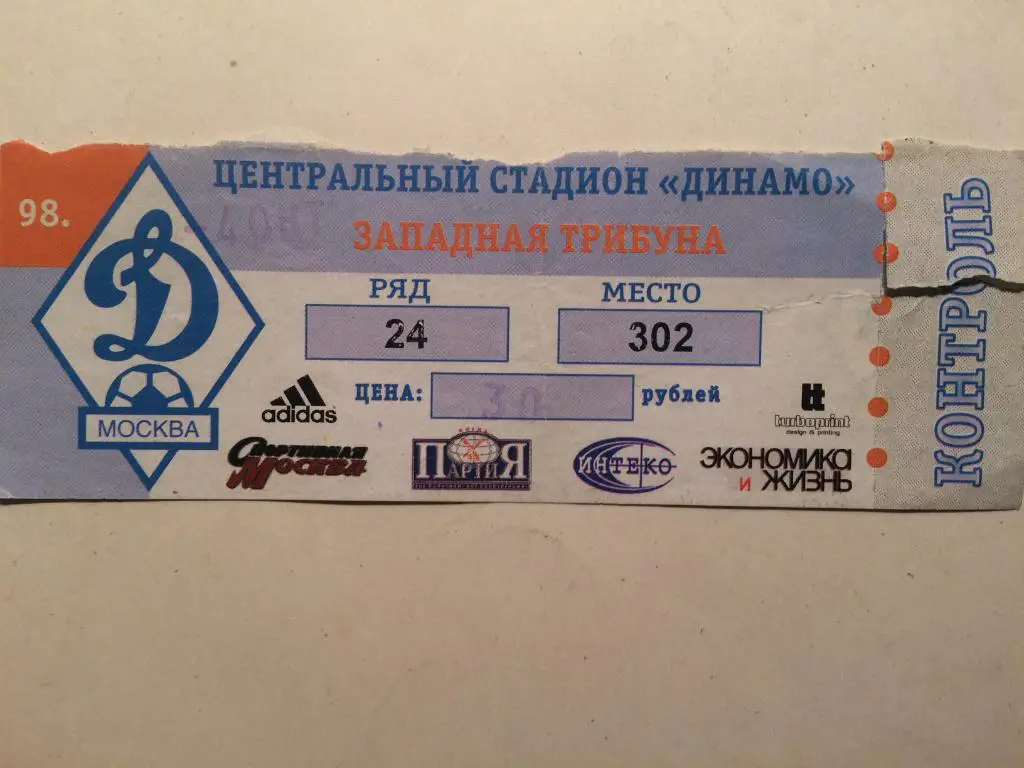 98.
ЦЕНТРАЛЬНЫЙ СТАДИОН «ДИНАМО»
ЗАПАДНАЯ ТРИБУНА
РЯД
МЕСТО
24
302
ЦЕНА: 30 рублей
МОСКВА
adidas
tt
turboprint
design & printing
Спортивная
Москва
ПАРТИЯ
ИНТЕКО
ЭКОНОМИКА
И ЖИЗНЬ
КОНТРОЛЬ